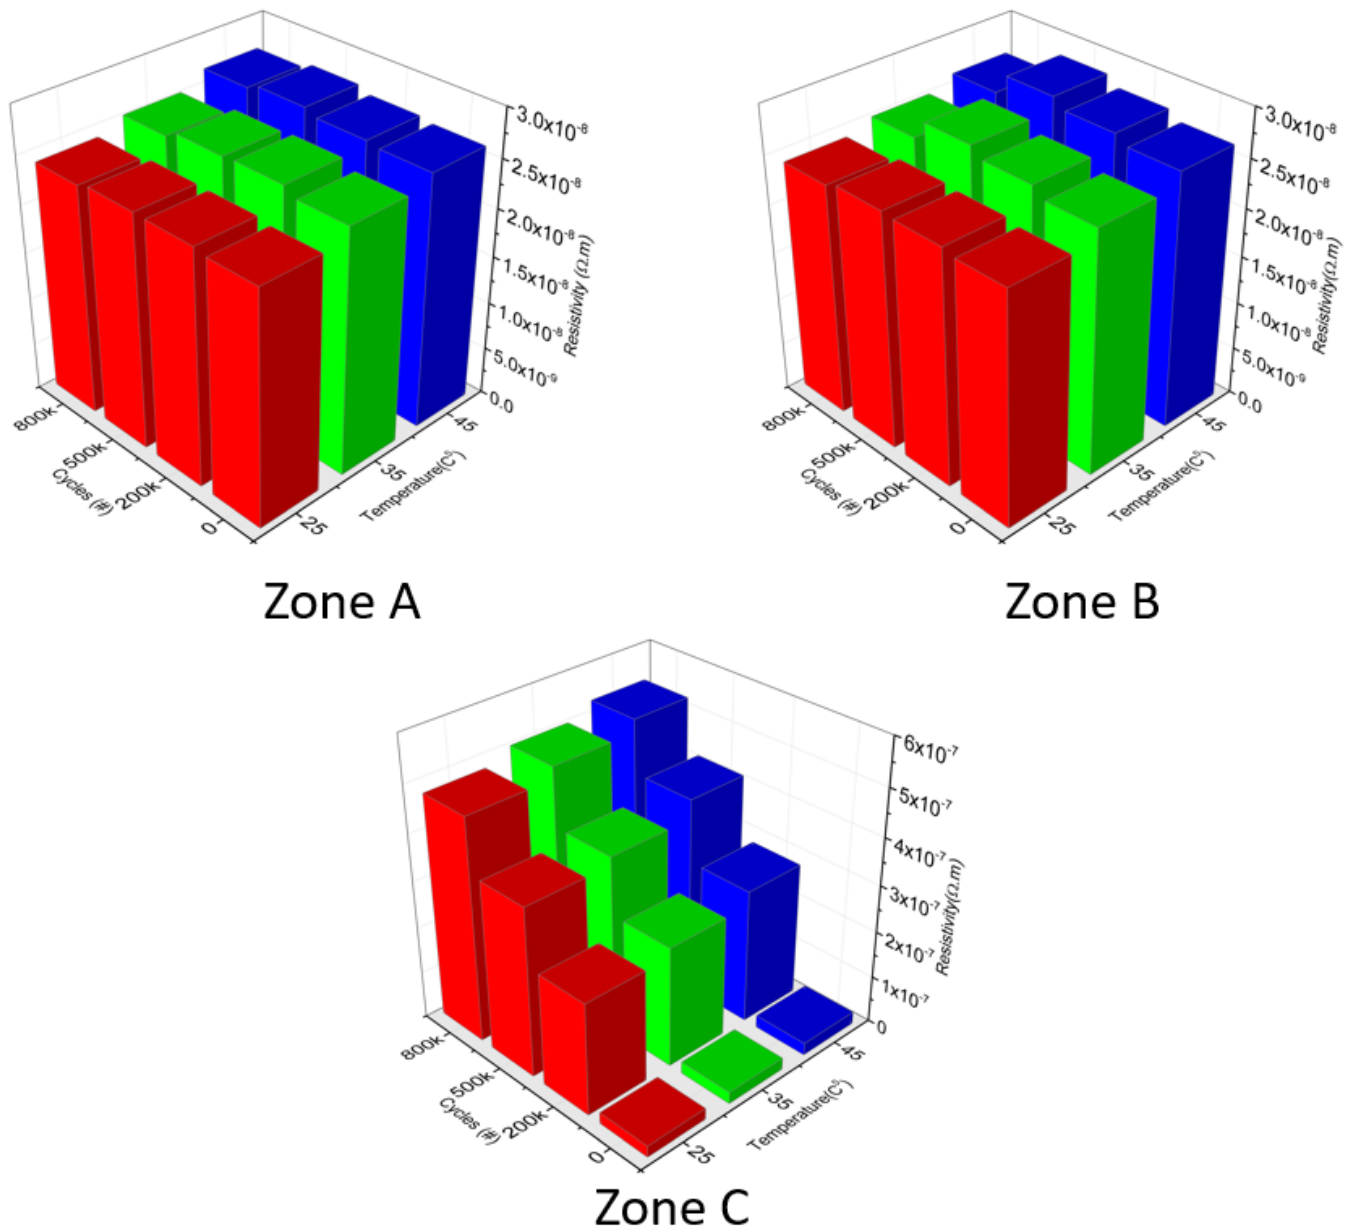 3.0x10⁻⁸
2.5x10⁻⁸
2.0x10⁻⁸
1.5x10⁻⁸
1.0x10⁻⁸
5.0x10⁻⁹
0.0
Resistivity (Ω.m)
800k
500k
200k
0
Cycles (#)
45
35
25
Temperature(C⁰)
Zone A
3.0x10⁻⁸
2.5x10⁻⁸
2.0x10⁻⁸
1.5x10⁻⁸
1.0x10⁻⁸
5.0x10⁻⁹
0.0
Resistivity(Ω.m)
800k
500k
200k
0
Cycles (#)
45
35
25
Temperature(C⁰)
Zone B
6x10⁻⁷
5x10⁻⁷
4x10⁻⁷
3x10⁻⁷
2x10⁻⁷
1x10⁻⁷
0
Resistivity(Ω.m)
800k
500k
200k
0
Cycles (#)
45
35
25
Temperature(C⁰)
Zone C